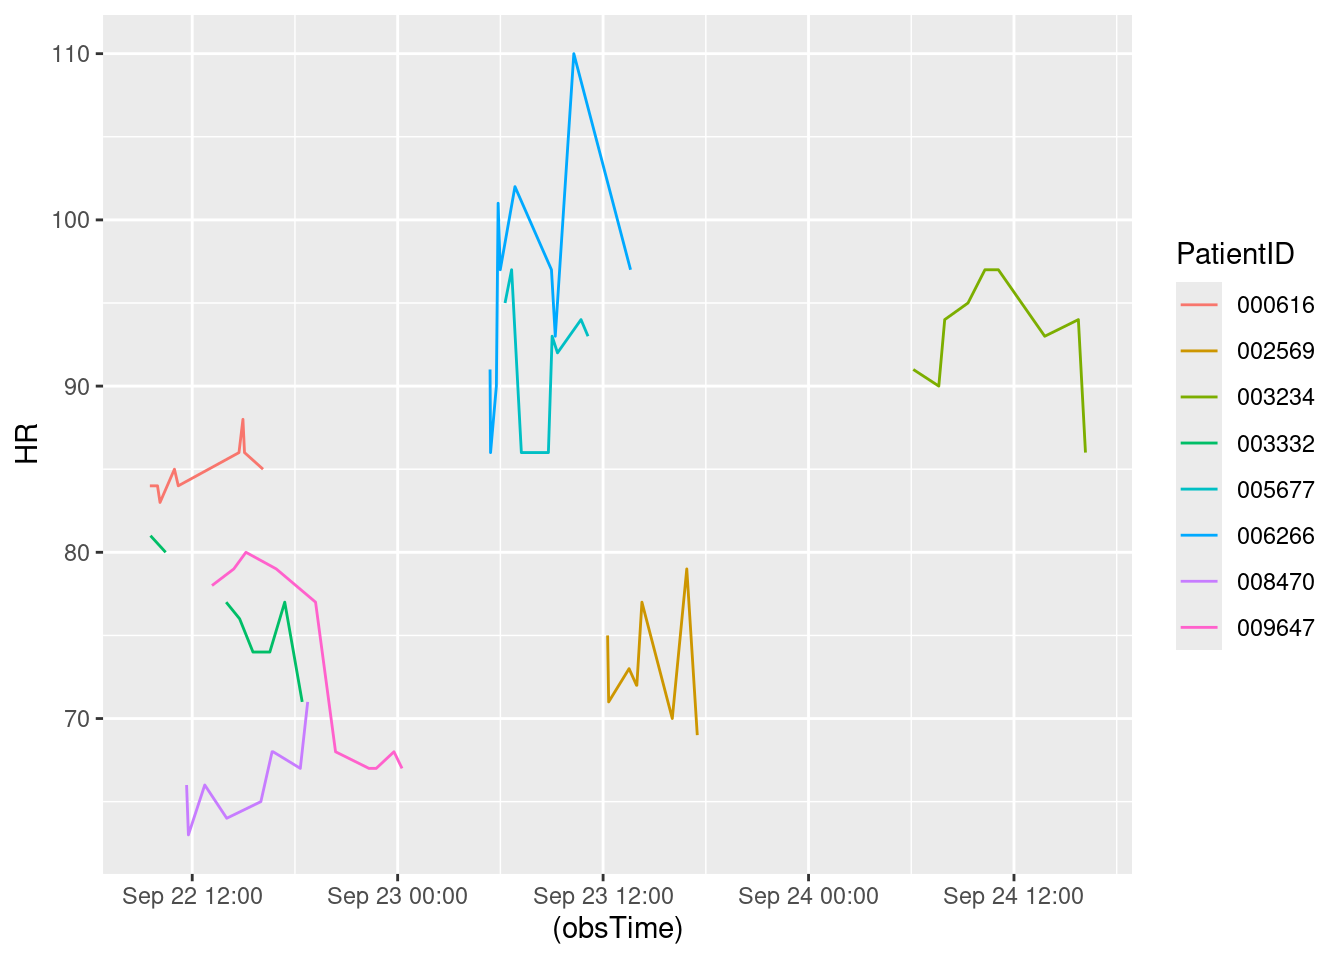 110
100
90
80
70
HR
Sep 22 12:00
Sep 23 00:00
Sep 23 12:00
Sep 24 00:00
Sep 24 12:00
(obsTime)
PatientID
000616
002569
003234
003332
005677
006266
008470
009647